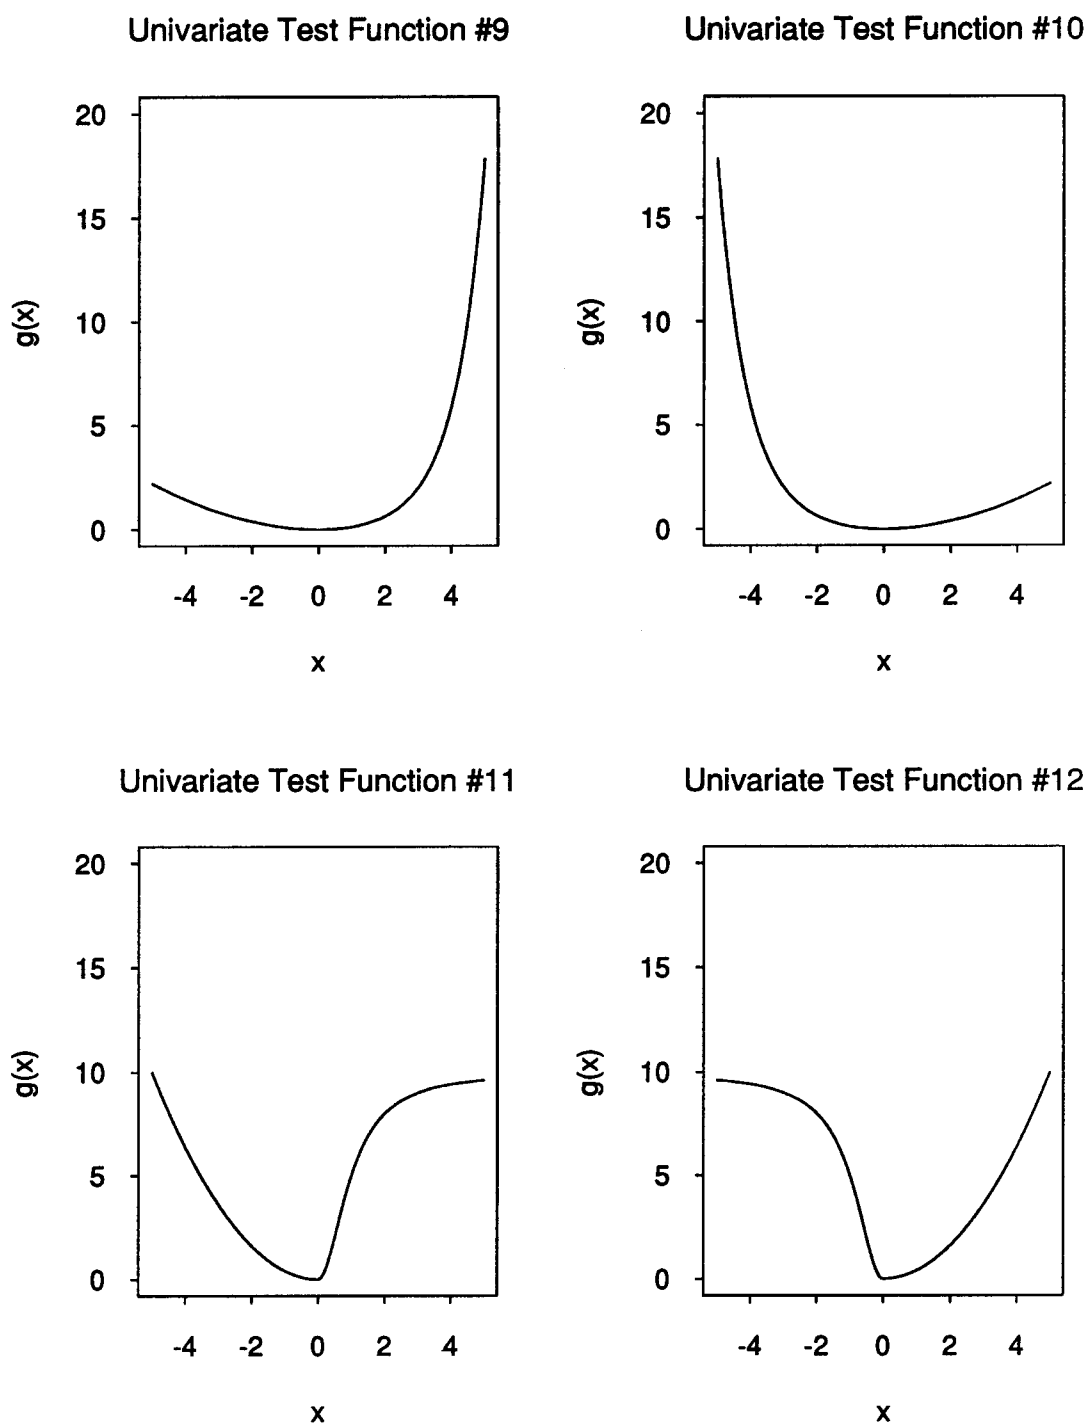 Univariate Test Function #9
20
15
10
5
0
g(x)
-4 -2 0 2 4
x
Univariate Test Function #10
20
15
10
5
0
g(x)
-4 -2 0 2 4
x
Univariate Test Function #11
20
15
10
5
0
g(x)
-4 -2 0 2 4
x
Univariate Test Function #12
20
15
10
5
0
g(x)
-4 -2 0 2 4
x